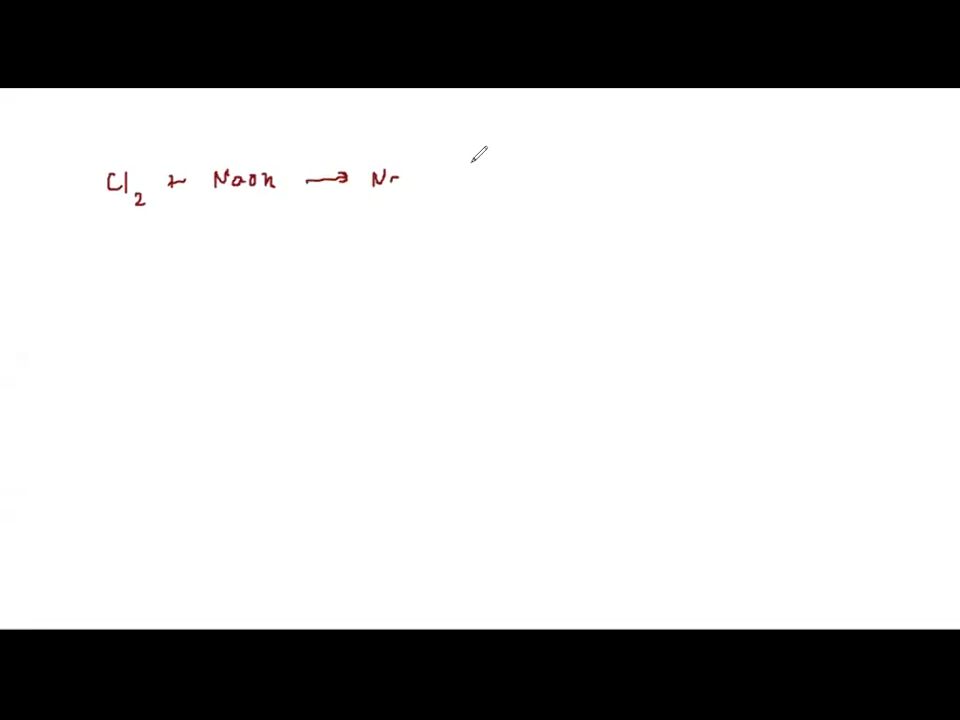 Cl₂ + NaOH → Na